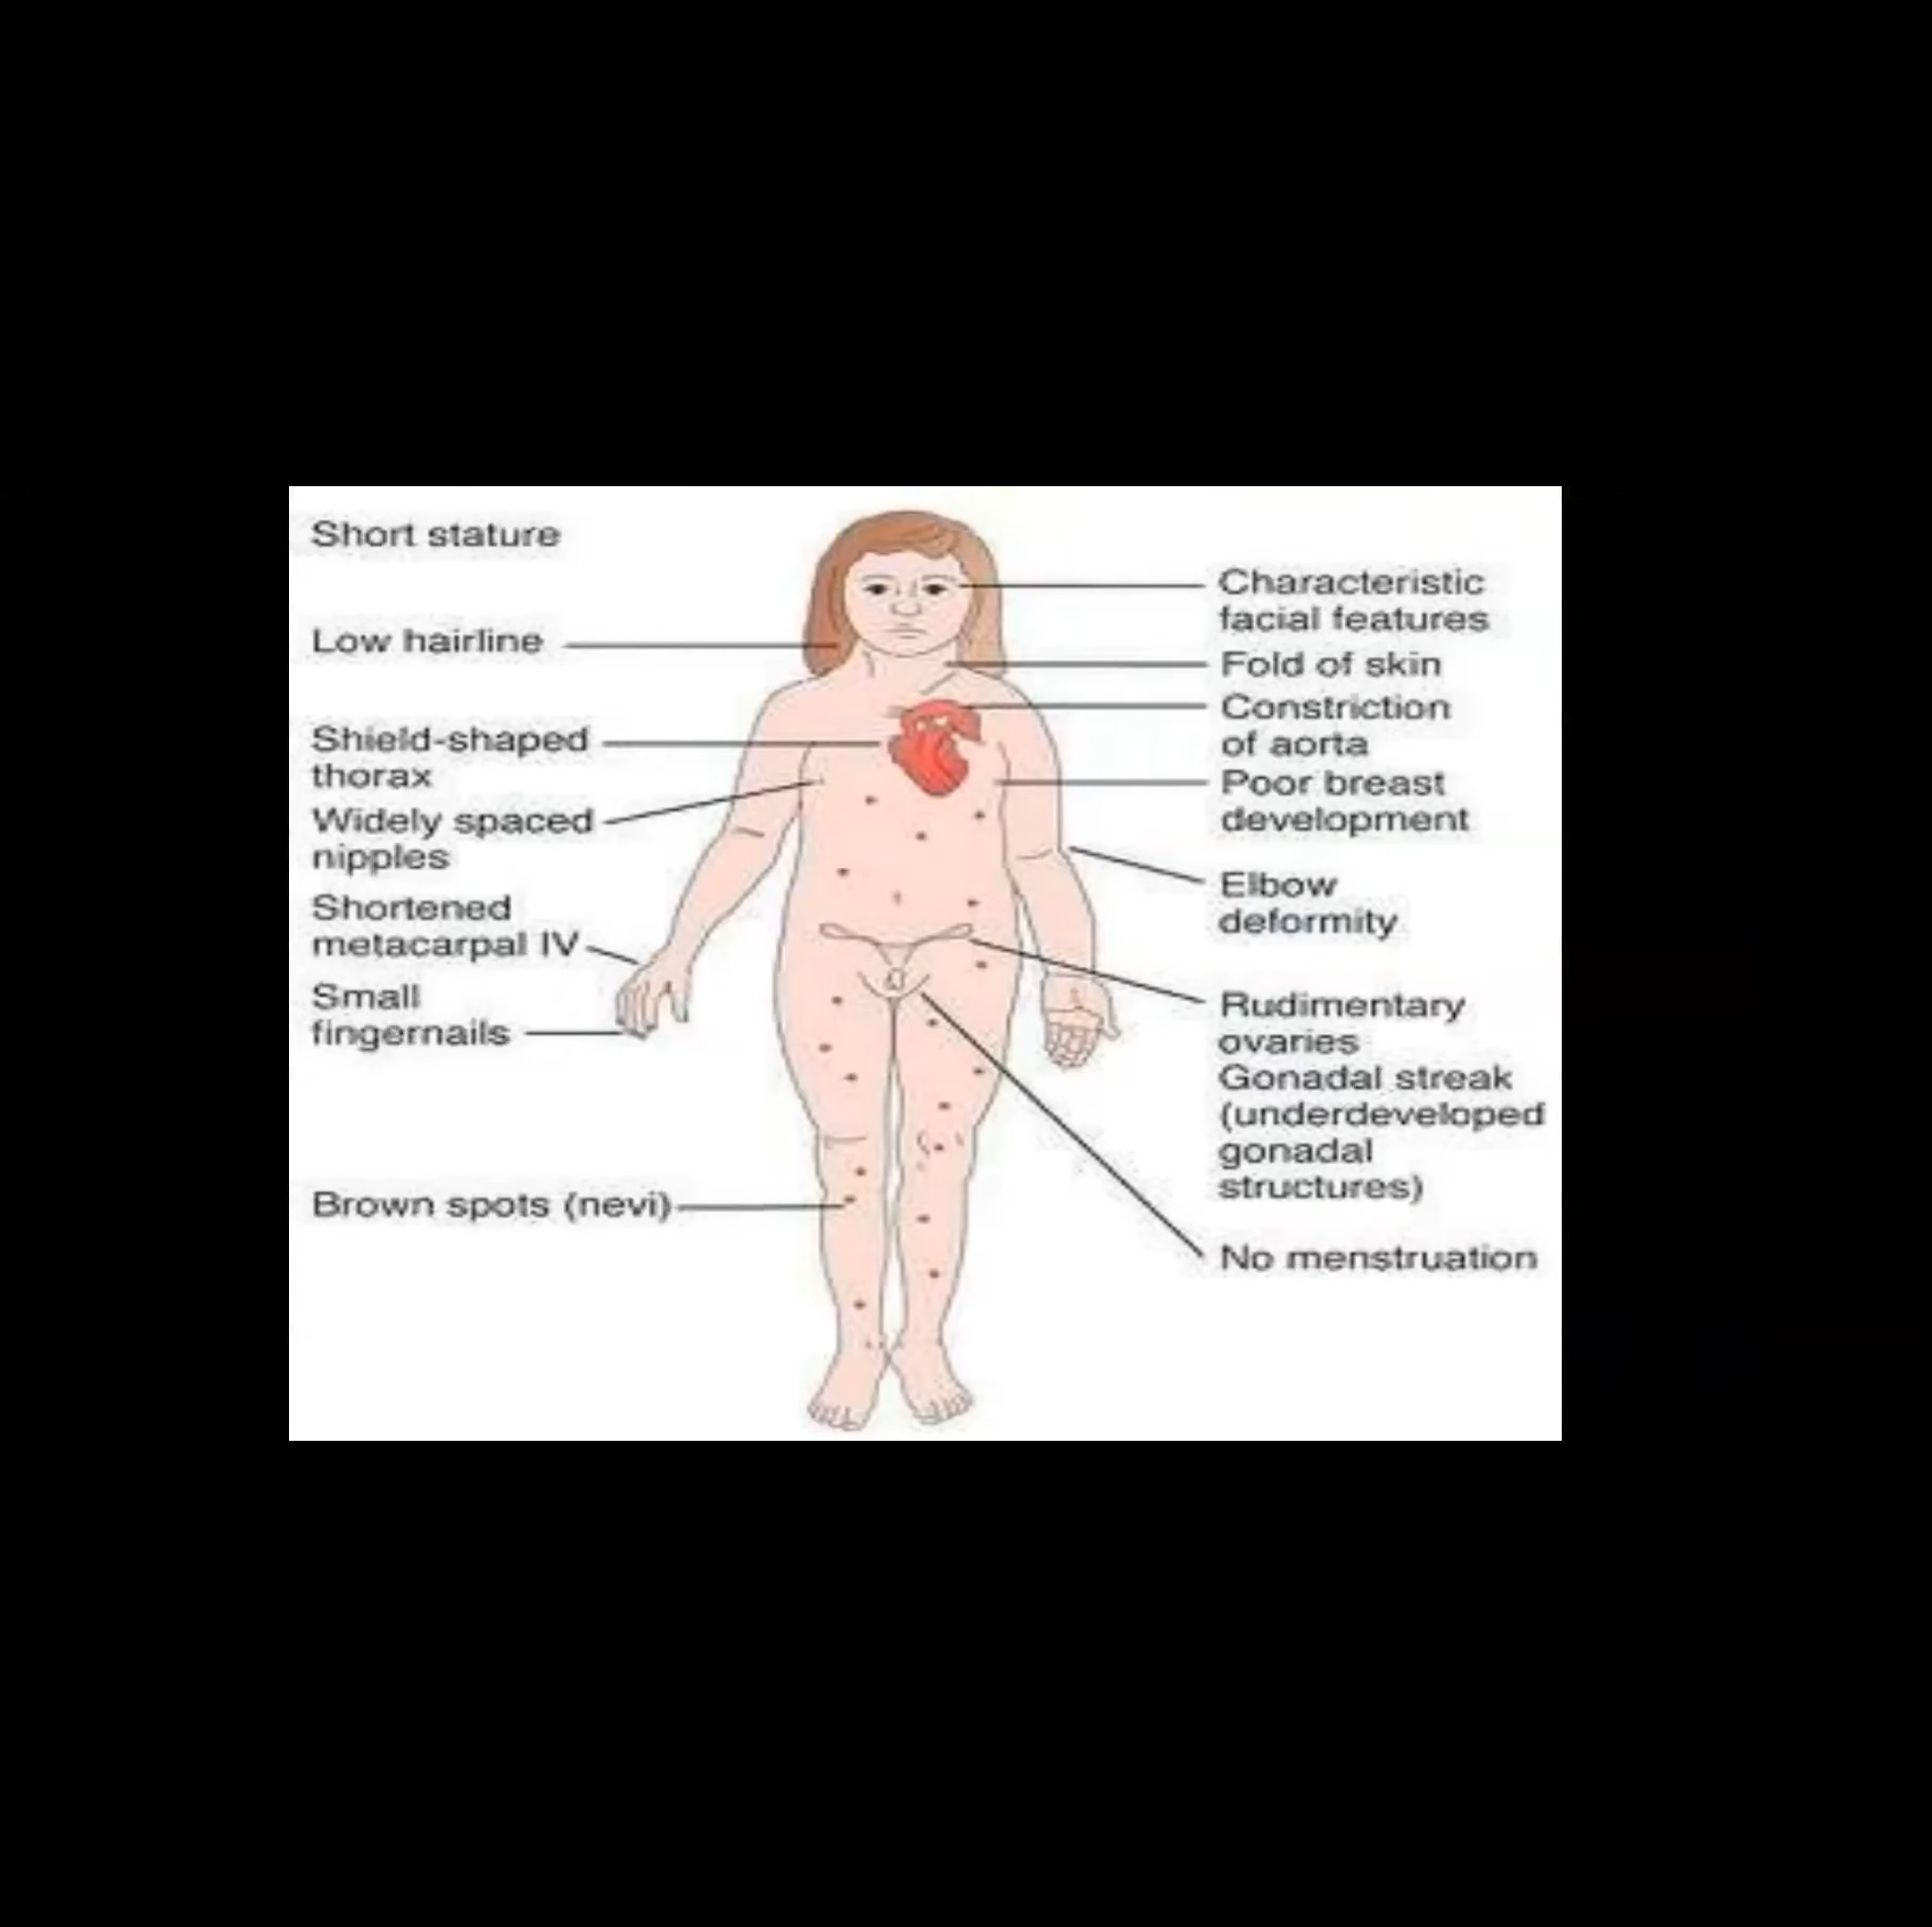 Short stature
Low hairline
Shield-shaped
thorax
Widely spaced
nipples
Shortened
metacarpal IV
Small
fingernails
Brown spots (nevi)
Characteristic
facial features
Fold of skin
Constriction
of aorta
Poor breast
development
Elbow
deformity
Rudimentary
ovaries
Gonadal streak
(underdeveloped
gonadal
structures)
No menstruation